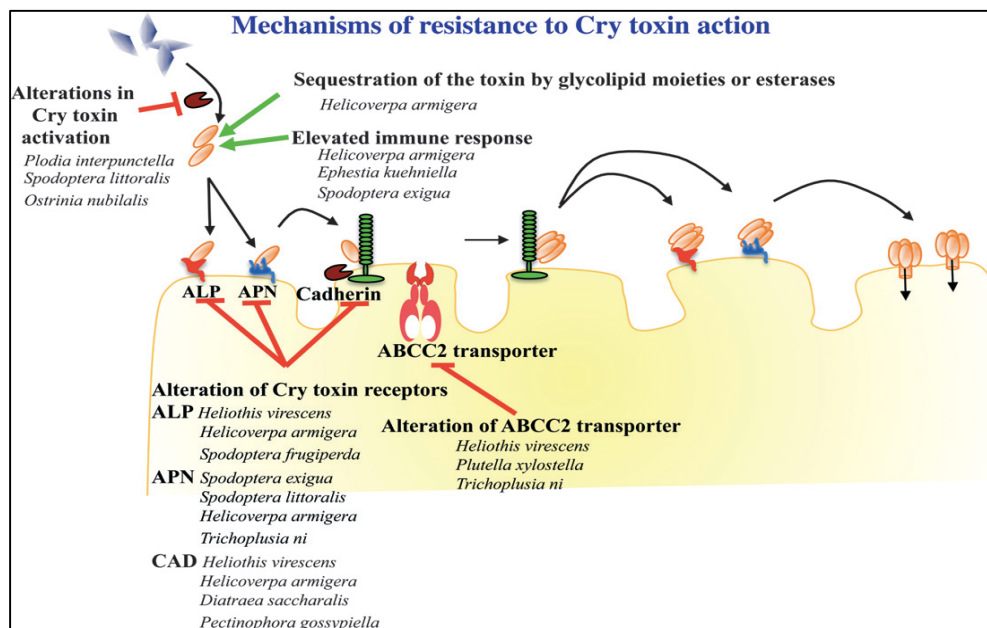 Mechanisms of resistance to Cry toxin action
Alterations in
Cry toxin
activation
Plodia interpunctella
Spodoptera littoralis
Ostrinia nubilalis
Sequestration of the toxin by glycolipid moieties or esterases
Helicoverpa armigera
Elevated immune response
Helicoverpa armigera
Ephestia kuehniella
Spodoptera exigua
ALP APN Cadherin
ABCC2 transporter
Alteration of Cry toxin receptors
ALP Heliothis virescens
Helicoverpa armigera
Spodoptera frugiperda
APN Spodoptera exigua
Spodoptera littoralis
Helicoverpa armigera
Trichoplusia ni
CAD Heliothis virescens
Helicoverpa armigera
Diatraea saccharalis
Pectinophora gossypiella
Alteration of ABCC2 transporter
Heliothis virescens
Plutella xylostella
Trichoplusia ni